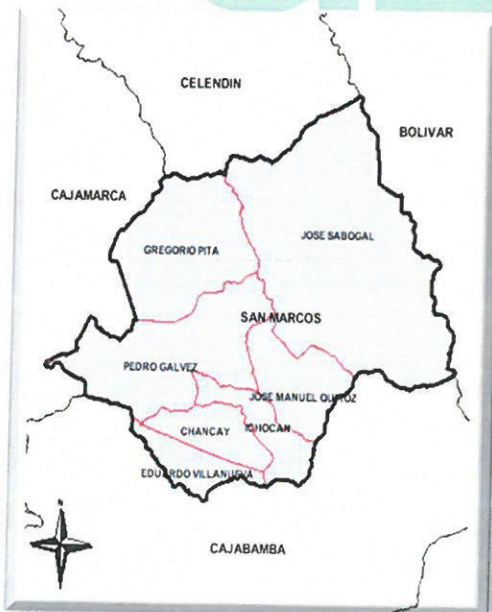 CELENDIN
BOLIVAR
CAJAMARCA
JOSE SABOGAL
GREGORIO PITA
SAN MARCOS
PEDRO GALVEZ
JOSE MANUEL QUIROZ
CHANCAY
ICHOCAN
EDUARDO VILLANUEVA
N
CAJABAMBA